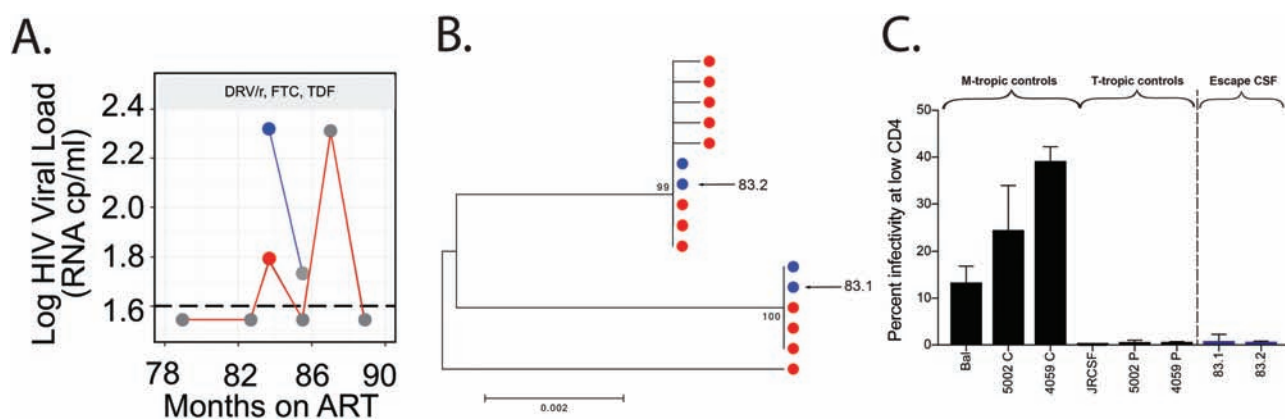 A.
DRV/r, FTC, TDF
Log HIV Viral Load
(RNA cp/ml)
2.4
2.2
2.0
1.8
1.6
78 82 86 90
Months on ART
B.
99
83.2
83.1
100
0.002
C.
M-tropic controls T-tropic controls Escape CSF
Percent infectivity at low CD4
50
40
30
20
10
0
Bal
5002 C
4059 C
JRCSF
5002 P
4059 P
83.1
83.2